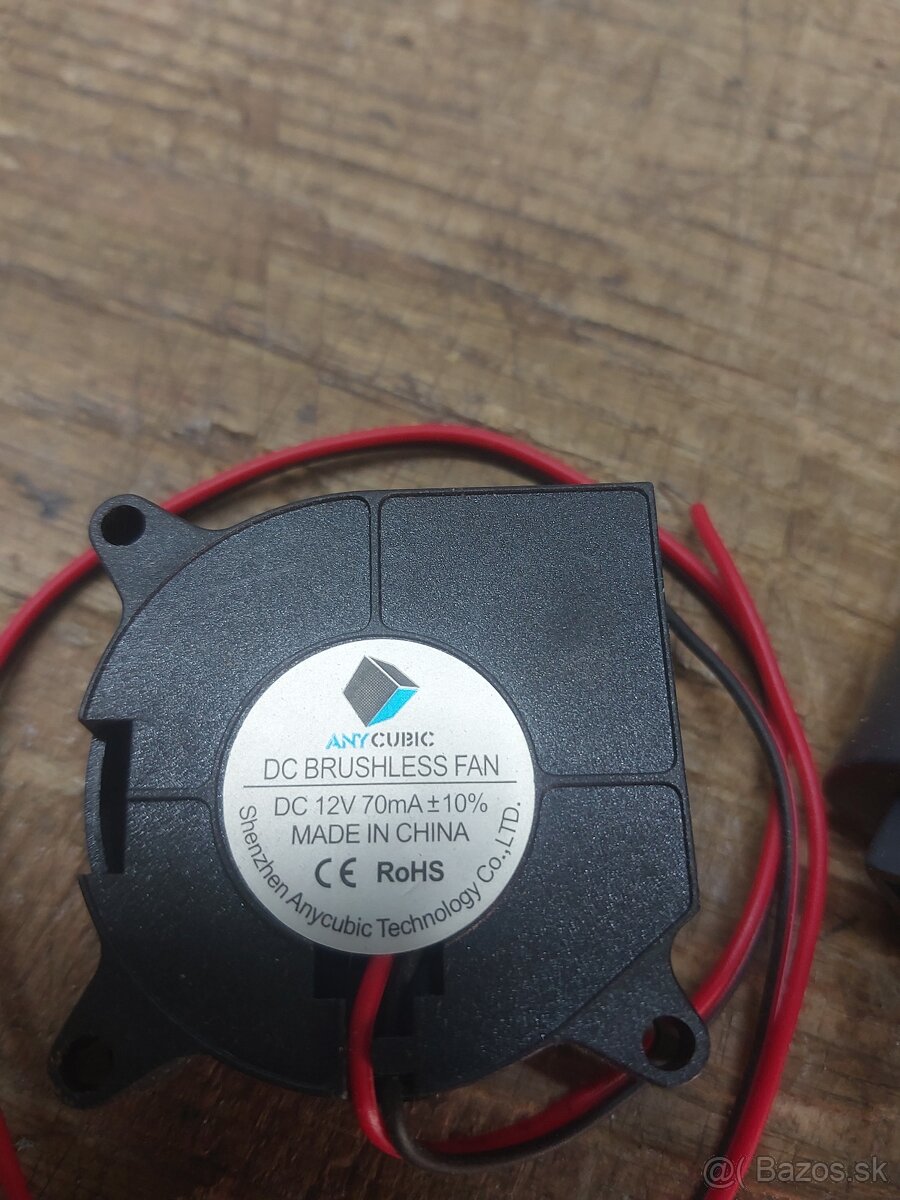 ANYCUBIC
DC BRUSHLESS FAN
DC 12V 70mA±10%
MADE IN CHINA
CE RoHS
Shenzhen Anycubic Technology Co.,LTD.
@( Bazos.sk